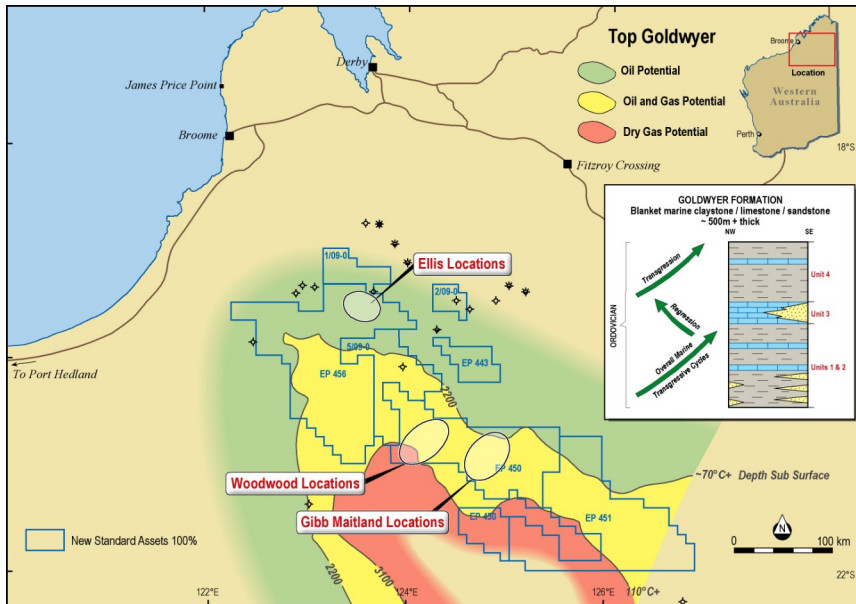 Top Goldwyer
Oil Potential
Oil and Gas Potential
Dry Gas Potential
Broome
Location
Western
Australia
Perth
18°S
Derby
James Price Point
Broome
Fitzroy Crossing
GOLDWYER FORMATION
Blanket marine claystone / limestone / sandstone
~ 500m + thick
NW
SE
Transgression
Regression
Overall Marine
Transgressive Cycles
ORDOVICIAN
Unit 4
Unit 3
Units 1 & 2
1/09-0
Ellis Locations
2/09-0
5/09-0
EP 443
To Port Hedland
EP 456
2200
EP 450
Woodwood Locations
Gibb Maitland Locations
EP 450
EP 451
~70°C+ Depth Sub Surface
New Standard Assets 100%
N
0
100 km
2200
3100
110°C+
122°E
124°E
126°E
22°S